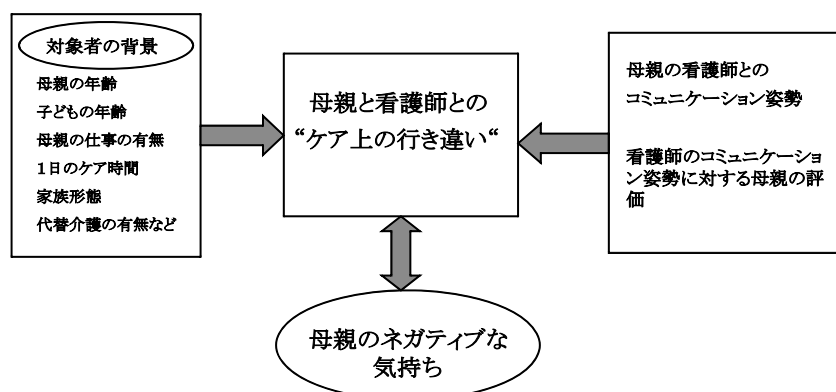 対象者の背景
母親の年齢
子どもの年齢
母親の仕事の有無
1日のケア時間
家族形態
代替介護の有無など
母親と看護師との
“ケア上の行き違い“
母親の看護師との
コミュニケーション姿勢
看護師のコミュニケーショ
ン姿勢に対する母親の評
価
母親のネガティブな
気持ち